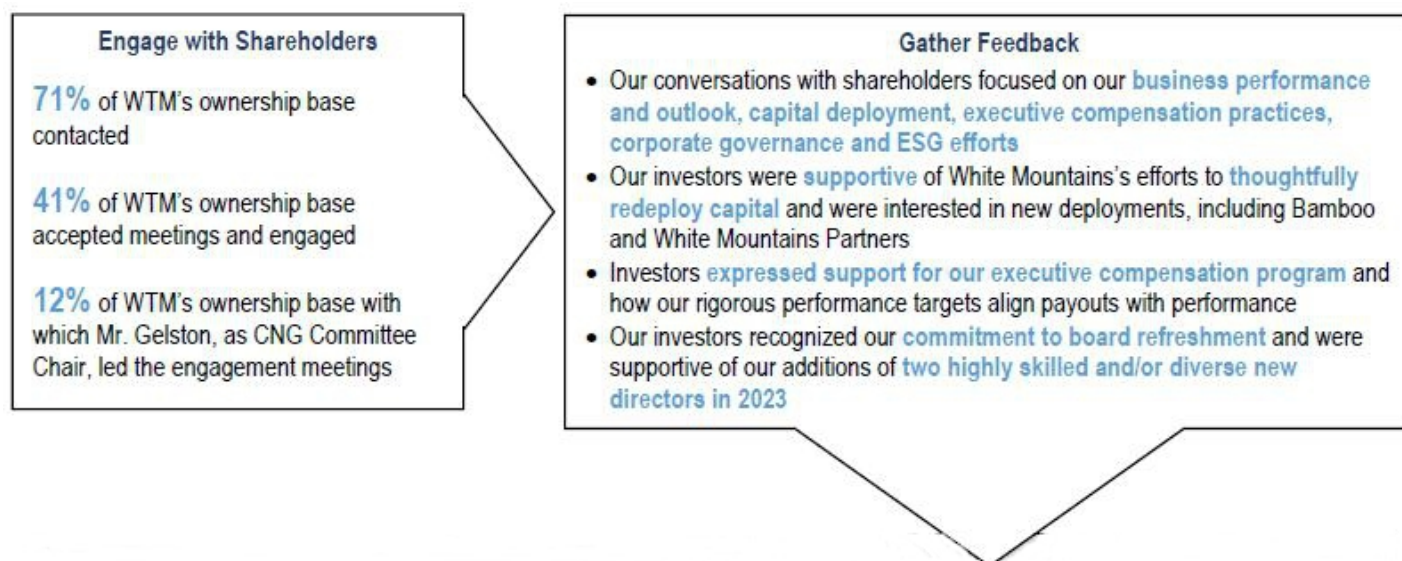 Engage with Shareholders
71% of WTM's ownership base
contacted
41% of WTM's ownership base
accepted meetings and engaged
12% of WTM's ownership base with
which Mr. Gelston, as CNG Committee
Chair, led the engagement meetings
Gather Feedback
• Our conversations with shareholders focused on our business performance
and outlook, capital deployment, executive compensation practices,
corporate governance and ESG efforts
• Our investors were supportive of White Mountains's efforts to thoughtfully
redeploy capital and were interested in new deployments, including Bamboo
and White Mountains Partners
• Investors expressed support for our executive compensation program and
how our rigorous performance targets align payouts with performance
• Our investors recognized our commitment to board refreshment and were
supportive of our additions of two highly skilled and/or diverse new
directors in 2023